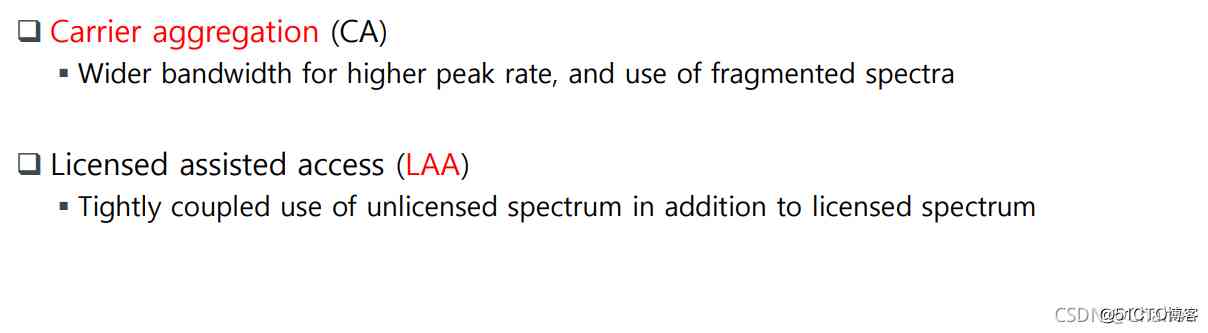 ❑ Carrier aggregation (CA)
▪ Wider bandwidth for higher peak rate, and use of fragmented spectra
❑ Licensed assisted access (LAA)
▪ Tightly coupled use of unlicensed spectrum in addition to licensed spectrum
CSDN @51CTO博客